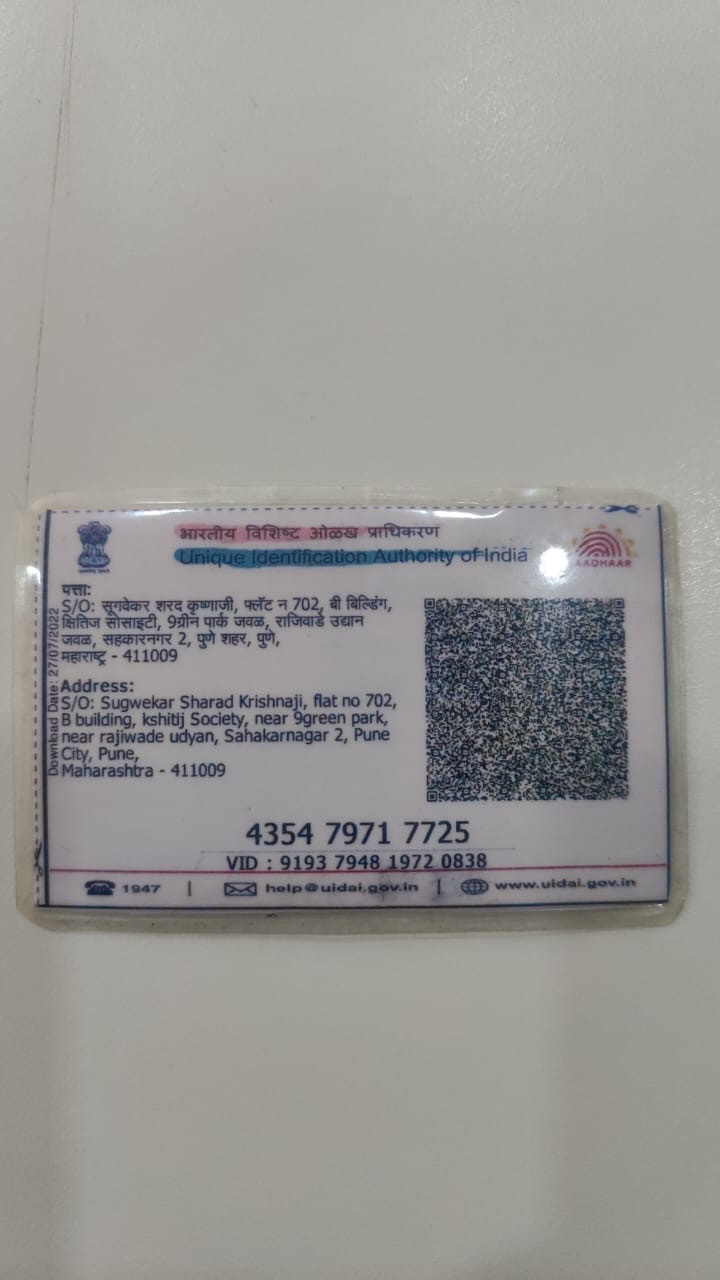 भारतीय विशिष्ट ओळख प्राधिकरण
Unique Identification Authority of India
AADHAAR
पत्ता:
S/O: सूगवेकर शरद कृष्णाजी, फ्लॅट न 702, बी बिल्डिंग,
क्षितिज सोसाइटी, 9ग्रीन पार्क जवळ, राजिवाडे उद्यान
जवळ, सहकारनगर 2, पुणे शहर, पुणे,
महाराष्ट्र - 411009
Address:
S/O: Sugwekar Sharad Krishnaji, flat no 702,
B building, kshitij Society, near 9green park,
near rajiwade udyan, Sahakarnagar 2, Pune
City, Pune,
Maharashtra - 411009
Download Date: 27/07/2022
4354 7971 7725
VID : 9193 7948 1972 0838
1947 | help@uidai.gov.in | www.uidai.gov.in